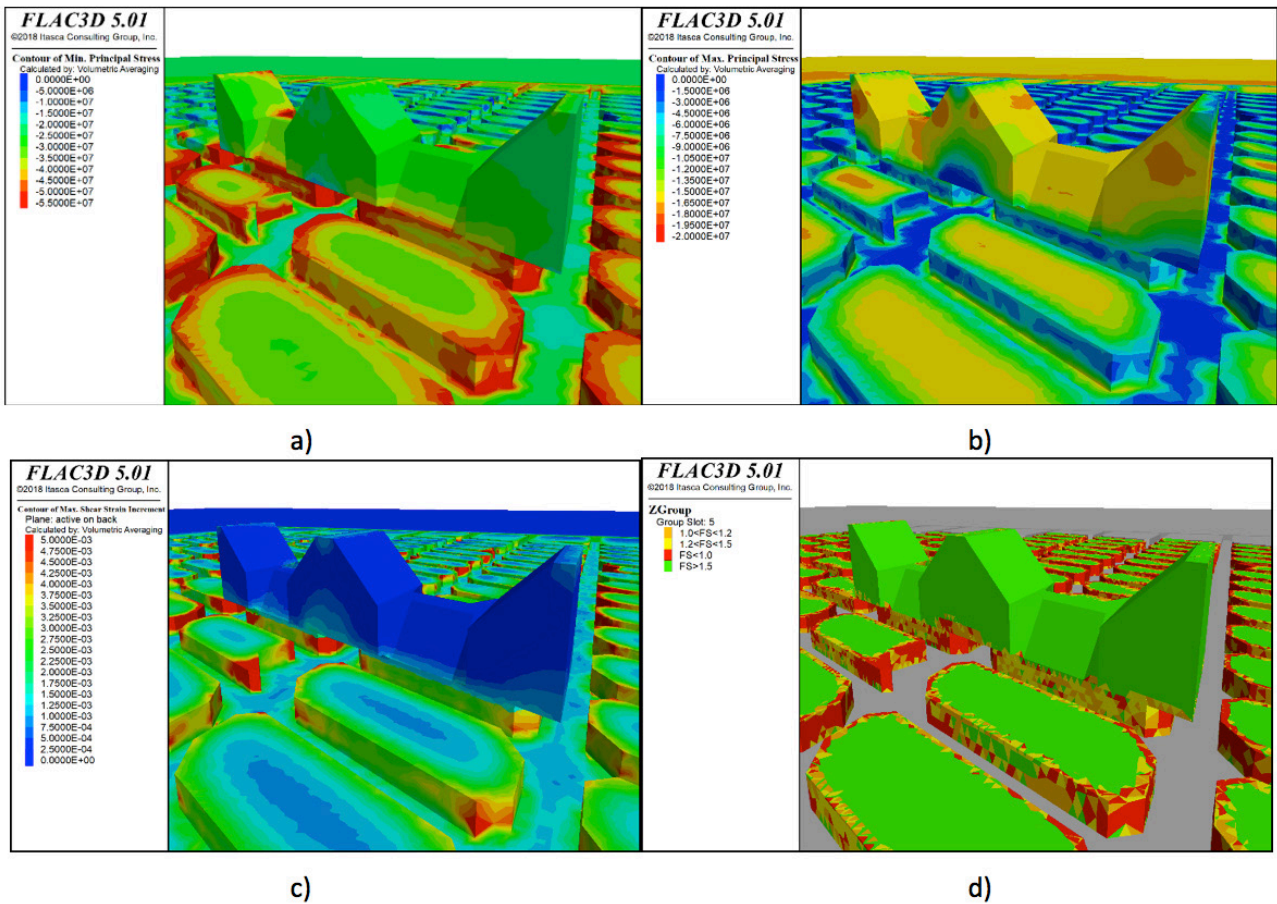 FLAC3D 5.01
©2018 Itasca Consulting Group, Inc.
Contour of Min. Principal Stress
Calculated by: Volumetric Averaging
0.0000E+00
-5.0000E+06
-1.0000E+07
-2.0000E+07
-2.5000E+07
-3.0000E+07
-3.5000E+07
-4.0000E+07
-5.0000E+07
-5.5000E+07
a)
FLAC3D 5.01
©2018 Itasca Consulting Group, Inc.
Contour of Max. Principal Stress
Calculated by: Volumetric Averaging
0.0000E+00
-1.5000E+06
-3.0000E+06
-4.5000E+06
-6.0000E+06
-7.5000E+06
-9.0000E+06
-1.0500E+07
-1.2000E+07
-1.3500E+07
-1.5000E+07
-1.6500E+07
-1.8000E+07
-1.9500E+07
-2.0000E+07
b)
FLAC3D 5.01
©2018 Itasca Consulting Group, Inc.
Contour of Max. Shear Strain Increment
Plane: active on back
Calculated by: Volumetric Averaging
5.0000E-03
4.7500E-03
4.5000E-03
4.2500E-03
4.0000E-03
3.7500E-03
3.5000E-03
3.2500E-03
3.0000E-03
2.7500E-03
2.5000E-03
2.2500E-03
2.0000E-03
1.7500E-03
1.5000E-03
1.2500E-03
1.0000E-03
7.5000E-04
5.0000E-04
2.5000E-04
0.0000E+00
c)
FLAC3D 5.01
©2018 Itasca Consulting Group, Inc.
ZGroup
Group Slot: 5
1.0<FS<1.2
1.2<FS<1.5
FS<1.0
FS>1.5
d)